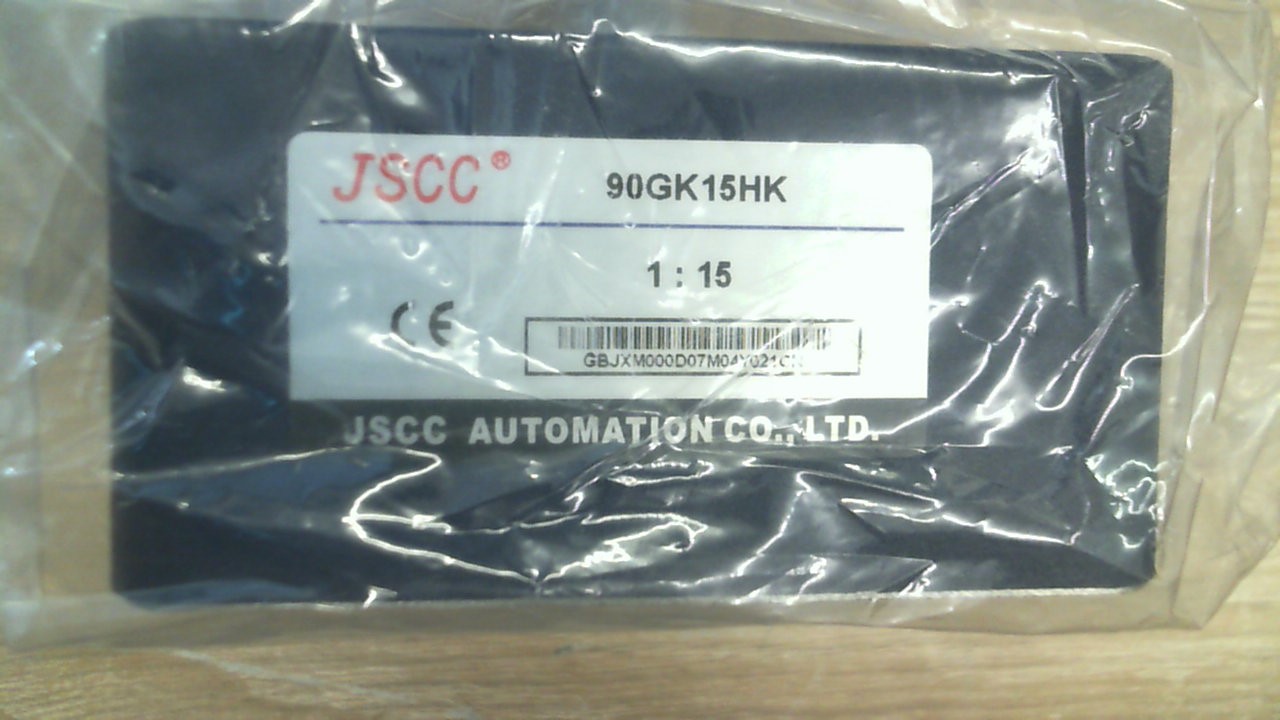 JSCC®
90GK15HK
1 : 15
CE
JSCC AUTOMATION CO., LTD.